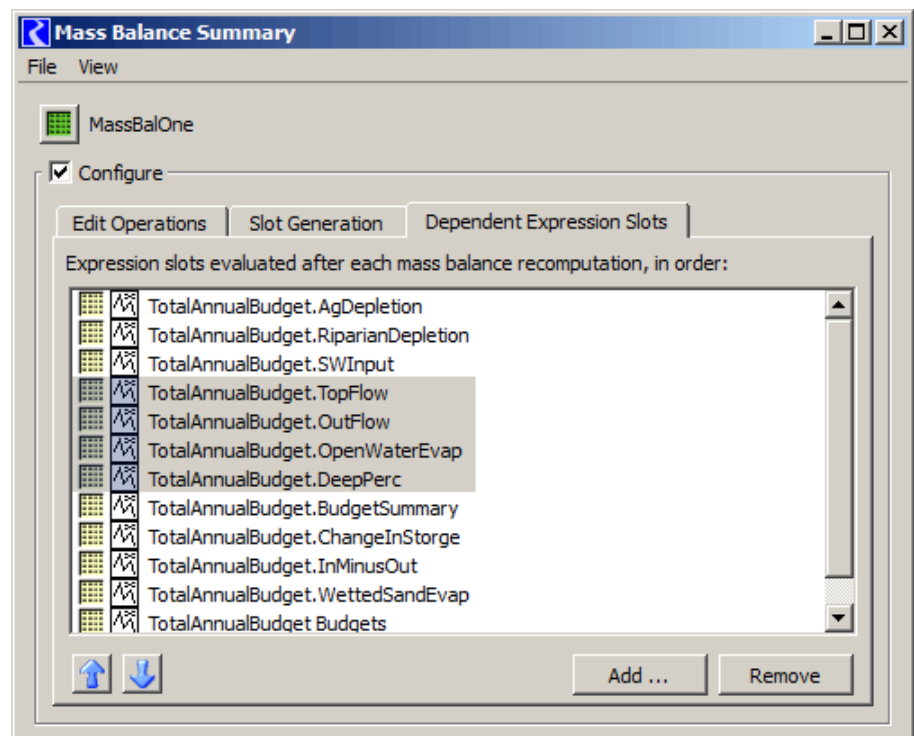 Mass Balance Summary
File View
MassBalOne
Configure
Edit Operations Slot Generation Dependent Expression Slots
Expression slots evaluated after each mass balance recomputation, in order:
TotalAnnualBudget.AgDepletion
TotalAnnualBudget.RiparianDepletion
TotalAnnualBudget.SWInput
TotalAnnualBudget.TopFlow
TotalAnnualBudget.OutFlow
TotalAnnualBudget.OpenWaterEvap
TotalAnnualBudget.DeepPerc
TotalAnnualBudget.BudgetSummary
TotalAnnualBudget.ChangeInStorge
TotalAnnualBudget.InMinusOut
TotalAnnualBudget.WettedSandEvap
TotalAnnualBudget Budgets
Add ... Remove